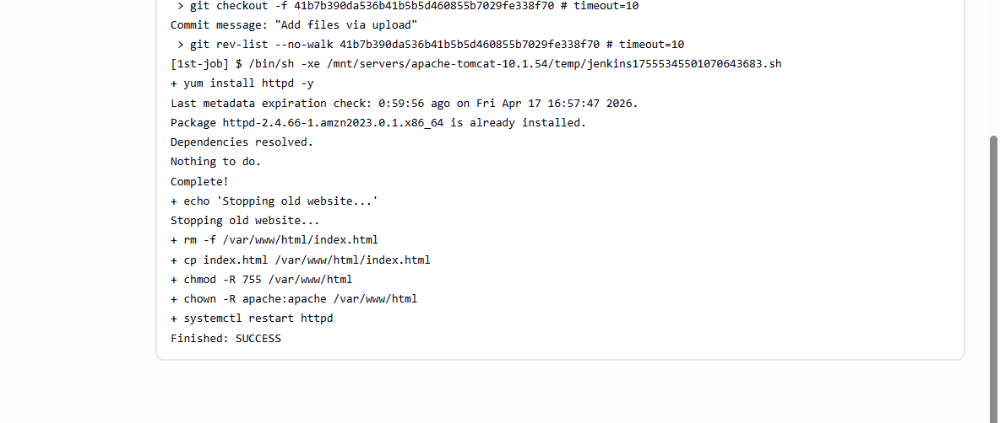 > git checkout -f 41b7b390da536b41b5b5d460855b7029fe338f70 # timeout=10
Commit message: "Add files via upload"
> git rev-list --no-walk 41b7b390da536b41b5b5d460855b7029fe338f70 # timeout=10
[1st-job] $ /bin/sh -xe /mnt/servers/apache-tomcat-10.1.54/temp/jenkins17555345501070643683.sh
+ yum install httpd -y
Last metadata expiration check: 0:59:56 ago on Fri Apr 17 16:57:47 2026.
Package httpd-2.4.66-1.amzn2023.0.1.x86_64 is already installed.
Dependencies resolved.
Nothing to do.
Complete!
+ echo 'Stopping old website...'
Stopping old website...
+ rm -f /var/www/html/index.html
+ cp index.html /var/www/html/index.html
+ chmod -R 755 /var/www/html
+ chown -R apache:apache /var/www/html
+ systemctl restart httpd
Finished: SUCCESS